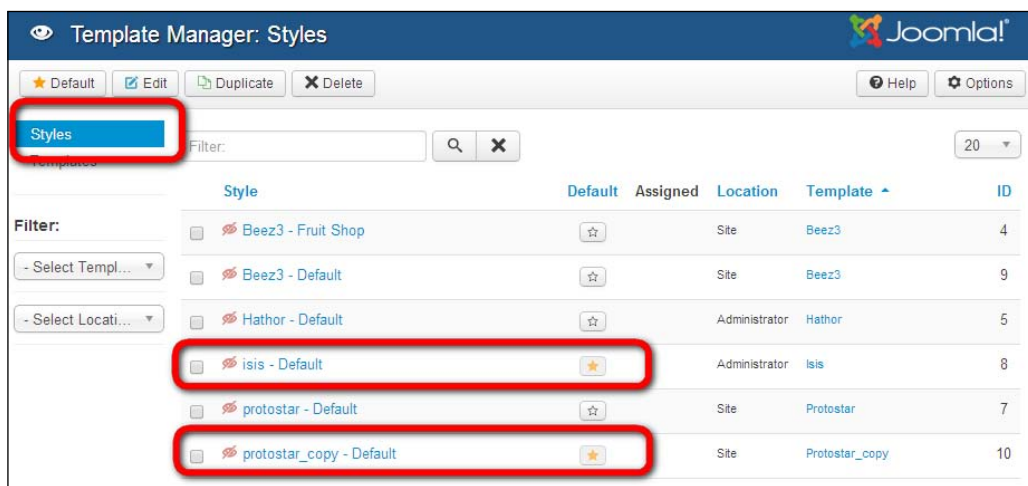 Template Manager: Styles
Joomla!
Default Edit Duplicate Delete Help Options
Styles
Templates
Filter:
20
Style Default Assigned Location Template ID
Filter:
- Select Templ...
- Select Locati...
Beez3 - Fruit Shop Site Beez3 4
Beez3 - Default Site Beez3 9
Hathor - Default Administrator Hathor 5
isis - Default Administrator Isis 8
protostar - Default Site Protostar 7
protostar_copy - Default Site Protostar_copy 10